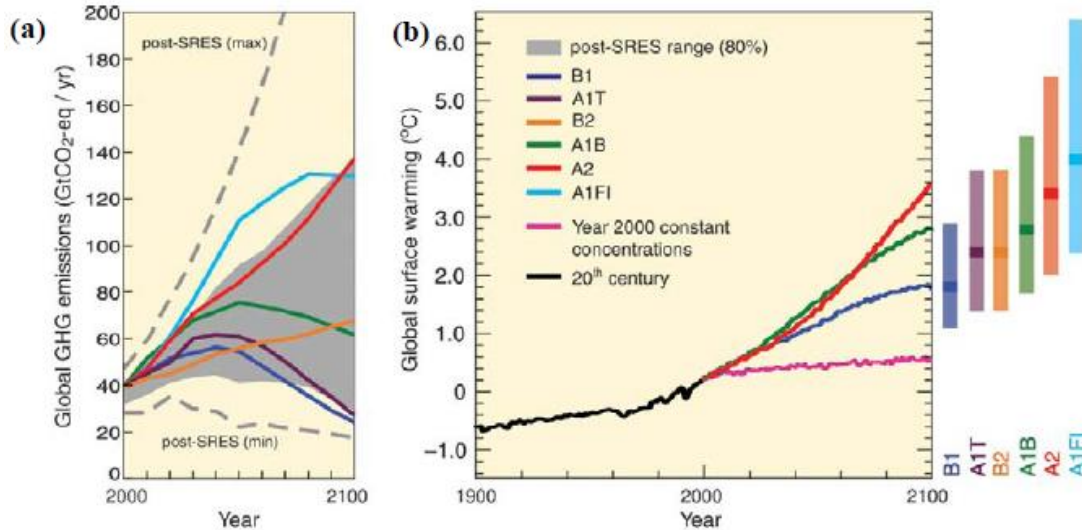 (a)
Global GHG emissions (GtCO2-eq / yr)
200
180
160
140
120
100
80
60
40
20
0
post-SRES (max)
post-SRES (min)
2000
2100
Year
(b)
Global surface warming (°C)
6.0
5.0
4.0
3.0
2.0
1.0
0
–1.0
post-SRES range (80%)
B1
A1T
B2
A1B
A2
A1FI
Year 2000 constant
concentrations
20th century
1900
2000
2100
Year
B1
A1T
B2
A1B
A2
A1FI